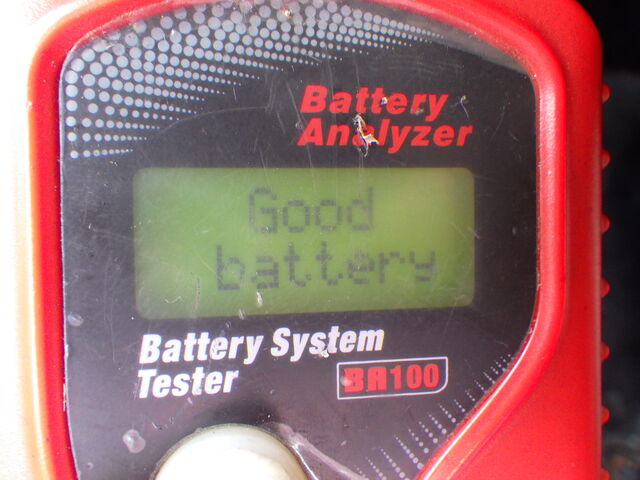 Battery
Analyzer
Good
battery
Battery System
Tester
BA100